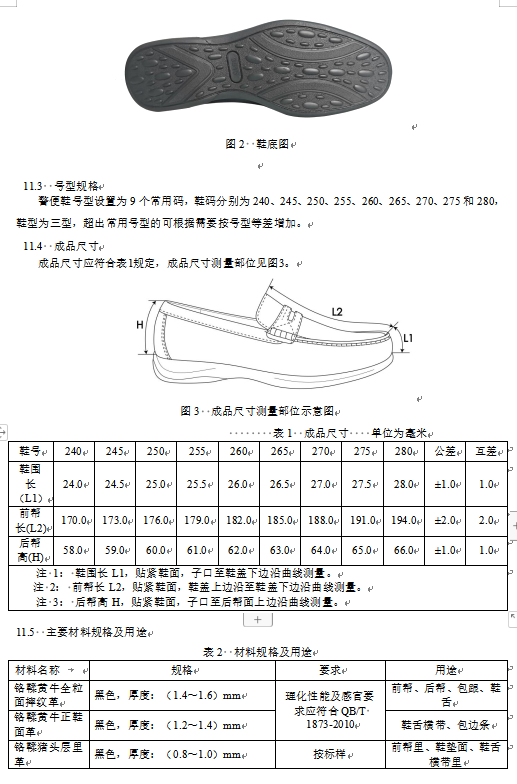 图 2 鞋底图
11.3 号型规格
警便鞋号型设置为 9 个常用码，鞋码分别为 240、245、250、255、260、265、270、275 和 280，
鞋型为三型，超出常用号型的可根据需要按号型等差增加。
11.4 成品尺寸
成品尺寸应符合表1规定，成品尺寸测量部位见图3。
H L2 L1
图 3 成品尺寸测量部位示意图
表 1 成品尺寸 单位为毫米
鞋号 240 245 250 255 260 265 270 275 280 公差 互差
鞋围
长
（L1） 24.0 24.5 25.0 25.5 26.0 26.5 27.0 27.5 28.0 ±1.0 1.0
前帮
长(L2) 170.0 173.0 176.0 179.0 182.0 185.0 188.0 191.0 194.0 ±2.0 2.0
后帮
高(H) 58.0 59.0 60.0 61.0 62.0 63.0 64.0 65.0 66.0 ±1.0 1.0
注 1： 鞋围长 L1，贴紧鞋面，子口至鞋盖下边沿曲线测量。
注 2： 前帮长 L2，贴紧鞋面，鞋盖上边沿至鞋盖下边沿曲线测量。
注 3： 后帮高 H，贴紧鞋面，子口至后帮面上边沿曲线测量。
11.5 主要材料规格及用途
表 2 材料规格及用途
材料名称 规格 要求 用途
铬鞣黄牛全粒
面摔纹革 黑色，厚度：（1.4～1.6）mm 理化性能及感官要
求应符合 QB/T
1873-2010 前帮、后帮、包跟、鞋
舌
铬鞣黄牛正鞋
面革 黑色，厚度：（1.2～1.4）mm 鞋舌横带、包边条
铬鞣猪头层里
革 黑色，厚度：（0.8～1.0）mm 按标样 前帮里、鞋垫面、鞋舌
横带里